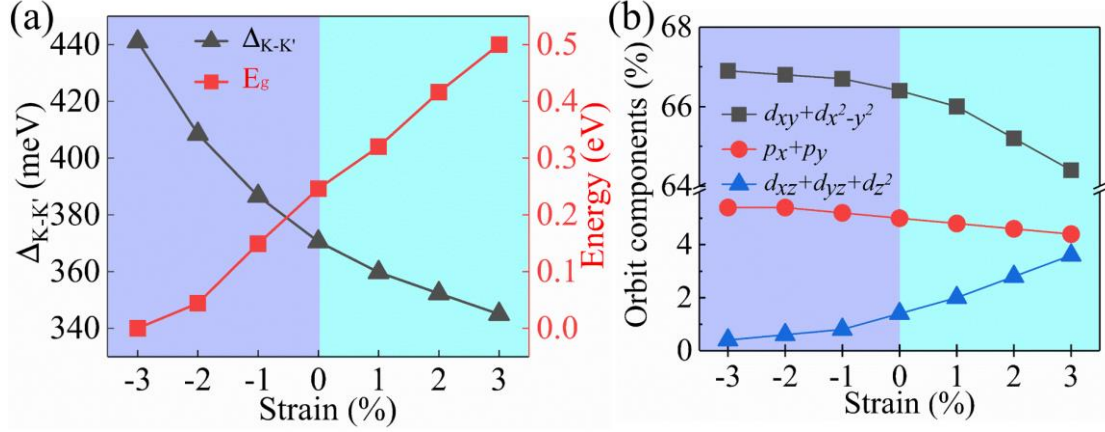 (a)
440
420
400
380
360
340
Δ_K-K' (meV)
Δ_K-K'
E_g
0.5
0.4
0.3
0.2
0.1
0.0
Energy (eV)
-3 -2 -1 0 1 2 3
Strain (%)
(b)
68
66
64
4
2
0
Orbit components (%)
d_xy+d_x²-y²
p_x+p_y
d_xz+d_yz+d_z²
-3 -2 -1 0 1 2 3
Strain (%)